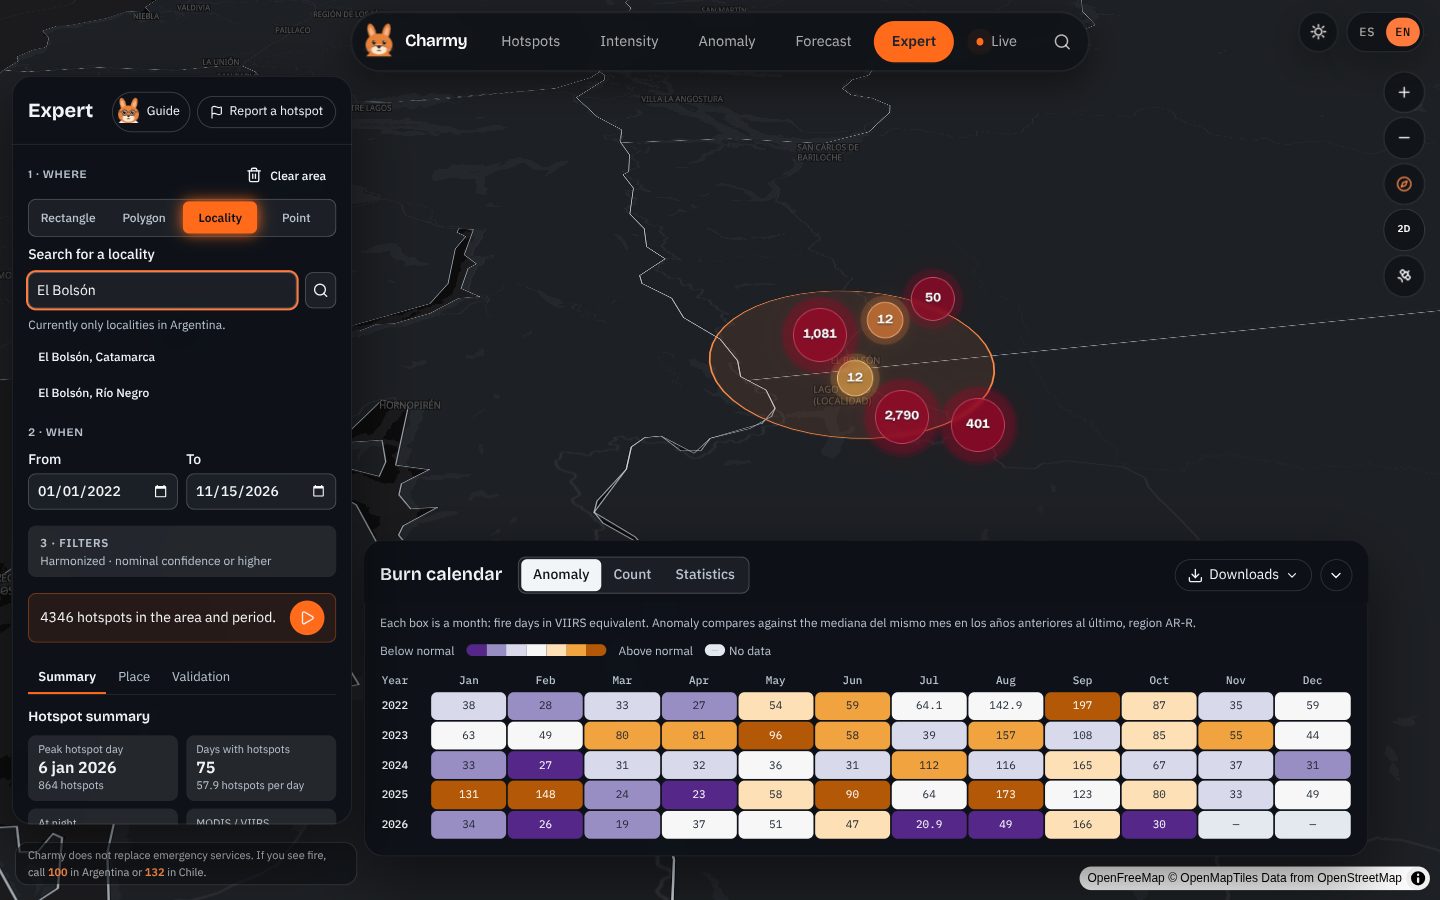 NIEBLA
VALDIVIA
PAILLACO
LA UNIÓN
Charmy
Hotspots
Intensity
Anomaly
Forecast
Expert
Live
ES
EN
VILLA LA ANGOSTURA
SAN CARLOS DE
BARILOCHE
HORNOPIRÉN
2D
Expert
Guide
Report a hotspot
1 · WHERE
Clear area
Rectangle
Polygon
Locality
Point
Search for a locality
El Bolsón
Currently only localities in Argentina.
El Bolsón, Catamarca
El Bolsón, Río Negro
2 · WHEN
From
To
01/01/2022
11/15/2026
3 · FILTERS
Harmonized · nominal confidence or higher
4346 hotspots in the area and period.
Summary
Place
Validation
Hotspot summary
Peak hotspot day
6 jan 2026
864 hotspots
Days with hotspots
75
57.9 hotspots per day
At night
MODIS / VIIRS
Charmy does not replace emergency services. If you see fire,
call 100 in Argentina or 132 in Chile.
50
12
1,081
12
2,790
401
(LOCALIDAD)
Burn calendar
Anomaly
Count
Statistics
Downloads
Each box is a month: fire days in VIIRS equivalent. Anomaly compares against the mediana del mismo mes en los años anteriores al último, region AR-R.
Below normal
Above normal
No data
Year Jan Feb Mar Apr May Jun Jul Aug Sep Oct Nov Dec
2022 38 28 33 27 54 59 64.1 142.9 197 87 35 59
2023 63 49 80 81 96 58 39 157 108 85 55 44
2024 33 27 31 32 36 31 112 116 165 67 37 31
2025 131 148 24 23 58 90 64 173 123 80 33 49
2026 34 26 19 37 51 47 20.9 49 166 30 — —
OpenFreeMap © OpenMapTiles Data from OpenStreetMap